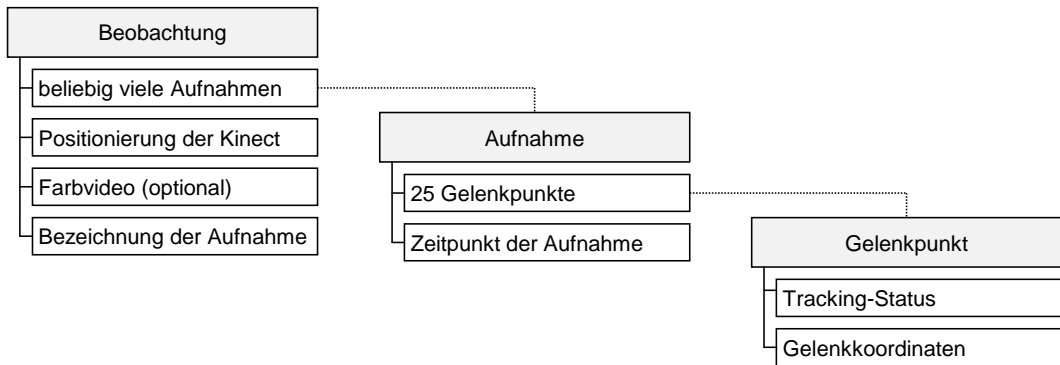 Beobachtung
beliebig viele Aufnahmen
Positionierung der Kinect
Farbvideo (optional)
Bezeichnung der Aufnahme
Aufnahme
25 Gelenkpunkte
Zeitpunkt der Aufnahme
Gelenkpunkt
Tracking-Status
Gelenkkoordinaten